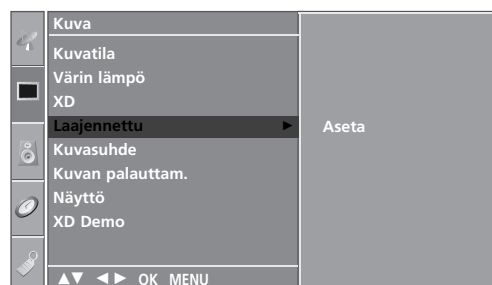 Kuva
Kuvatila
Värin lämpö
XD
Laajennettu ► Aseta
Kuvasuhde
Kuvan palauttam.
Näyttö
XD Demo
▲▼ ◄► OK MENU